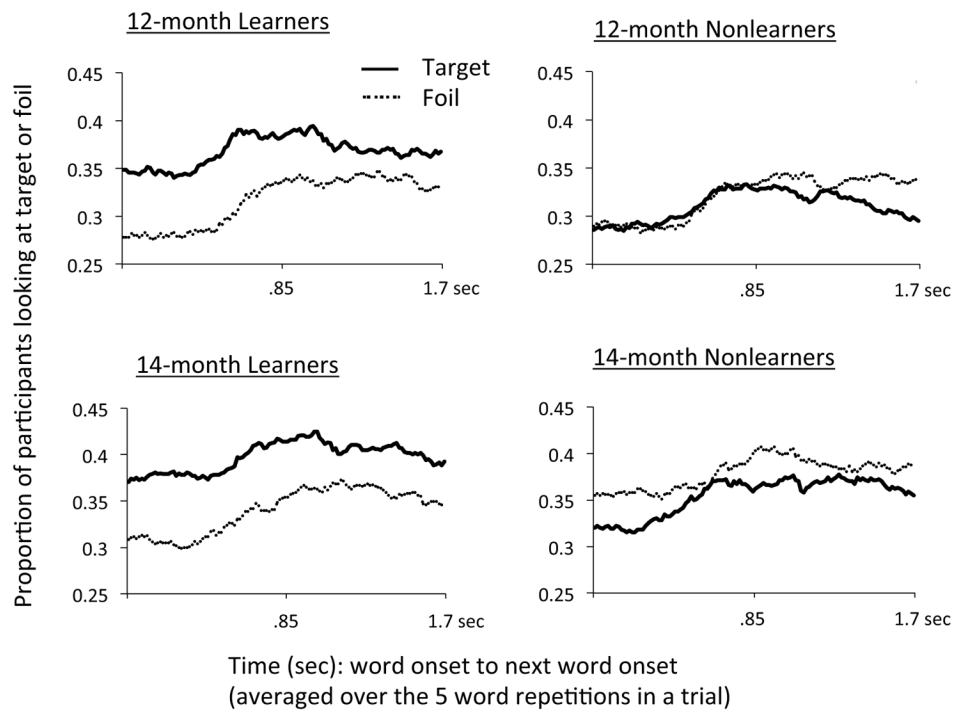 12-month Learners
12-month Nonlearners
Proportion of participants looking at target or foil
Target
Foil
0.45
0.4
0.35
0.3
0.25
.85
1.7 sec
0.45
0.4
0.35
0.3
0.25
.85
1.7 sec
14-month Learners
14-month Nonlearners
0.45
0.4
0.35
0.3
0.25
.85
1.7 sec
0.45
0.4
0.35
0.3
0.25
.85
1.7 sec
Time (sec): word onset to next word onset
(averaged over the 5 word repetitions in a trial)